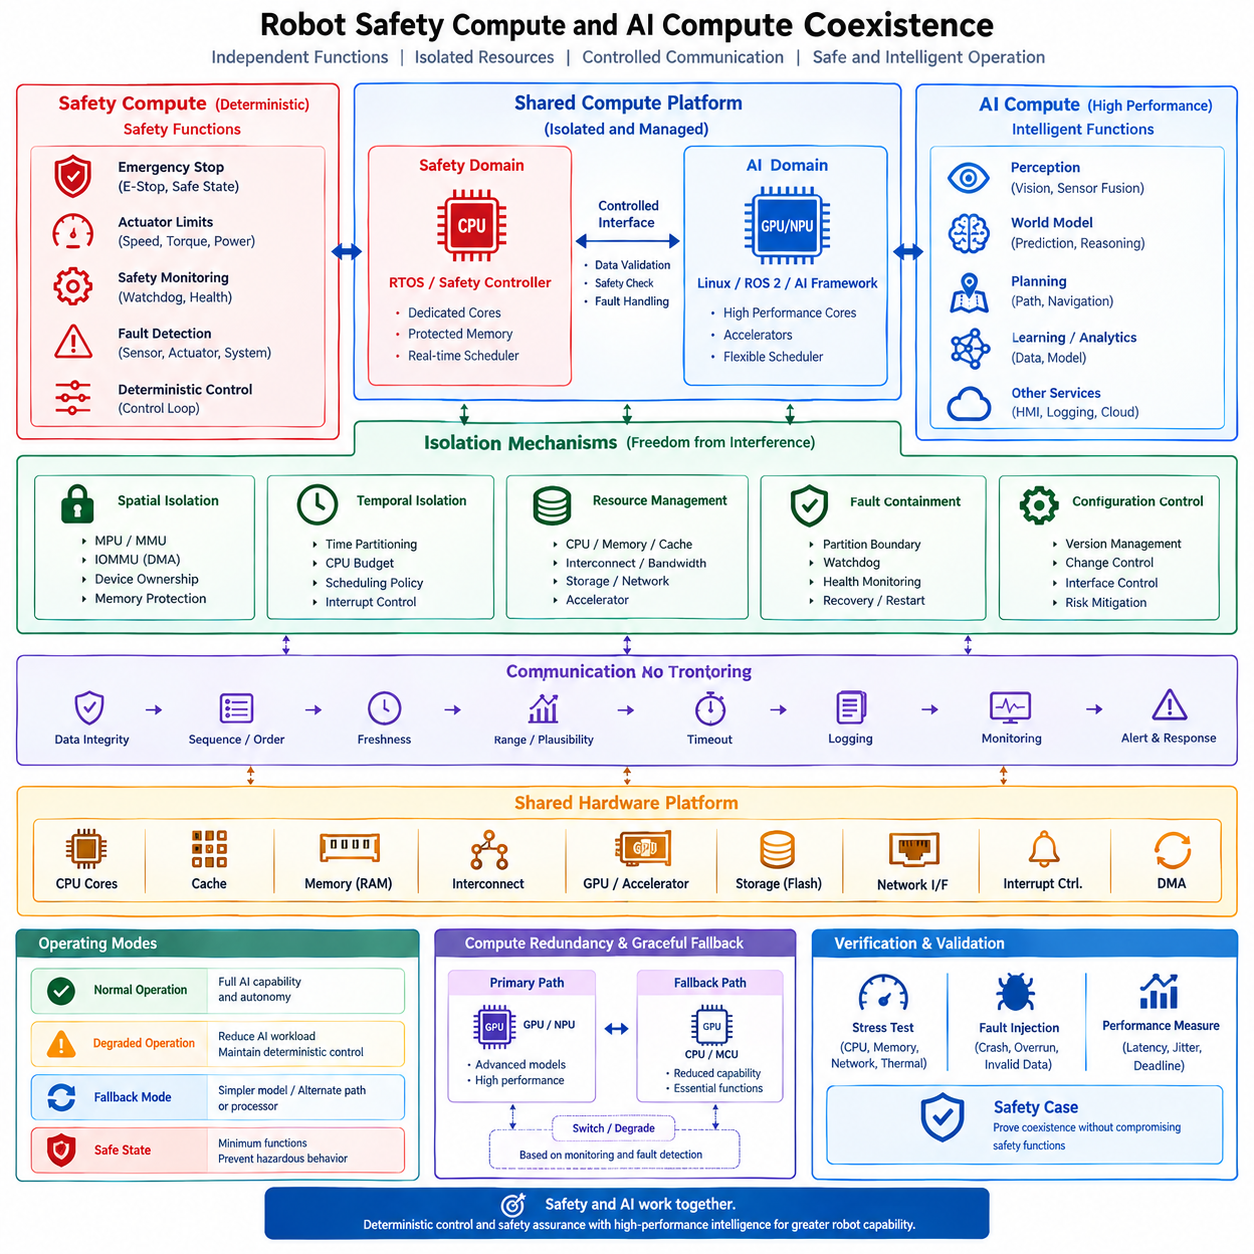 Robot Safety Compute and AI Compute Coexistence
Independent Functions | Isolated Resources | Controlled Communication | Safe and Intelligent Operation
Safety Compute (Deterministic)
Safety Functions
Emergency Stop
(E-Stop, Safe State)
Actuator Limits
(Speed, Torque, Power)
Safety Monitoring
(Watchdog, Health)
Fault Detection
(Sensor, Actuator, System)
Deterministic Control
(Control Loop)
Shared Compute Platform
(Isolated and Managed)
Safety Domain
CPU
RTOS / Safety Controller
• Dedicated Cores
• Protected Memory
• Real-time Scheduler
Controlled
Interface
• Data Validation
• Safety Check
• Fault Handling
AI Domain
GPU/NPU
Linux / ROS 2 / AI Framework
• High Performance Cores
• Accelerators
• Flexible Scheduler
AI Compute (High Performance)
Intelligent Functions
Perception
(Vision, Sensor Fusion)
World Model
(Prediction, Reasoning)
Planning
(Path, Navigation)
Learning / Analytics
(Data, Model)
Other Services
(HMI, Logging, Cloud)
Isolation Mechanisms (Freedom from Interference)
Spatial Isolation
MPU / MMU
IOMMU (DMA)
Device Ownership
Memory Protection
Temporal Isolation
Time Partitioning
CPU Budget
Scheduling Policy
Interrupt Control
Resource Management
CPU / Memory / Cache
Interconnect / Bandwidth
Storage / Network
Accelerator
Fault Containment
Partition Boundary
Watchdog
Health Monitoring
Recovery / Restart
Configuration Control
Version Management
Change Control
Interface Control
Risk Mitigation
Communication No Trontoring
Data Integrity
Sequence / Order
Freshness
Range / Plausibility
Timeout
Logging
Monitoring
Alert & Response
Shared Hardware Platform
CPU Cores
Cache
Memory (RAM)
Interconnect
GPU
GPU / Accelerator
Storage (Flash)
Network I/F
Interrupt Ctrl.
DMA
Operating Modes
Normal Operation
Full AI capability
and autonomy
Degraded Operation
Reduce AI workload
Maintain deterministic control
Fallback Mode
Simpler model / Alternate path
or processor
Safe State
Minimum functions
Prevent hazardous behavior
Compute Redundancy & Graceful Fallback
Primary Path
GPU
GPU / NPU
• Advanced models
• High performance
Fallback Path
GPU
CPU / MCU
• Reduced capability
• Essential functions
Switch / Degrade
Based on monitoring and fault detection
Verification & Validation
Stress Test
(CPU, Memory,
Network, Thermal)
Fault Injection
(Crash, Overrun,
Invalid Data)
Performance Measure
(Latency, Jitter,
Deadline)
Safety Case
Prove coexistence without compromising
safety functions
Safety and AI work together.
Deterministic control and safety assurance with high-performance intelligence for greater robot capability.